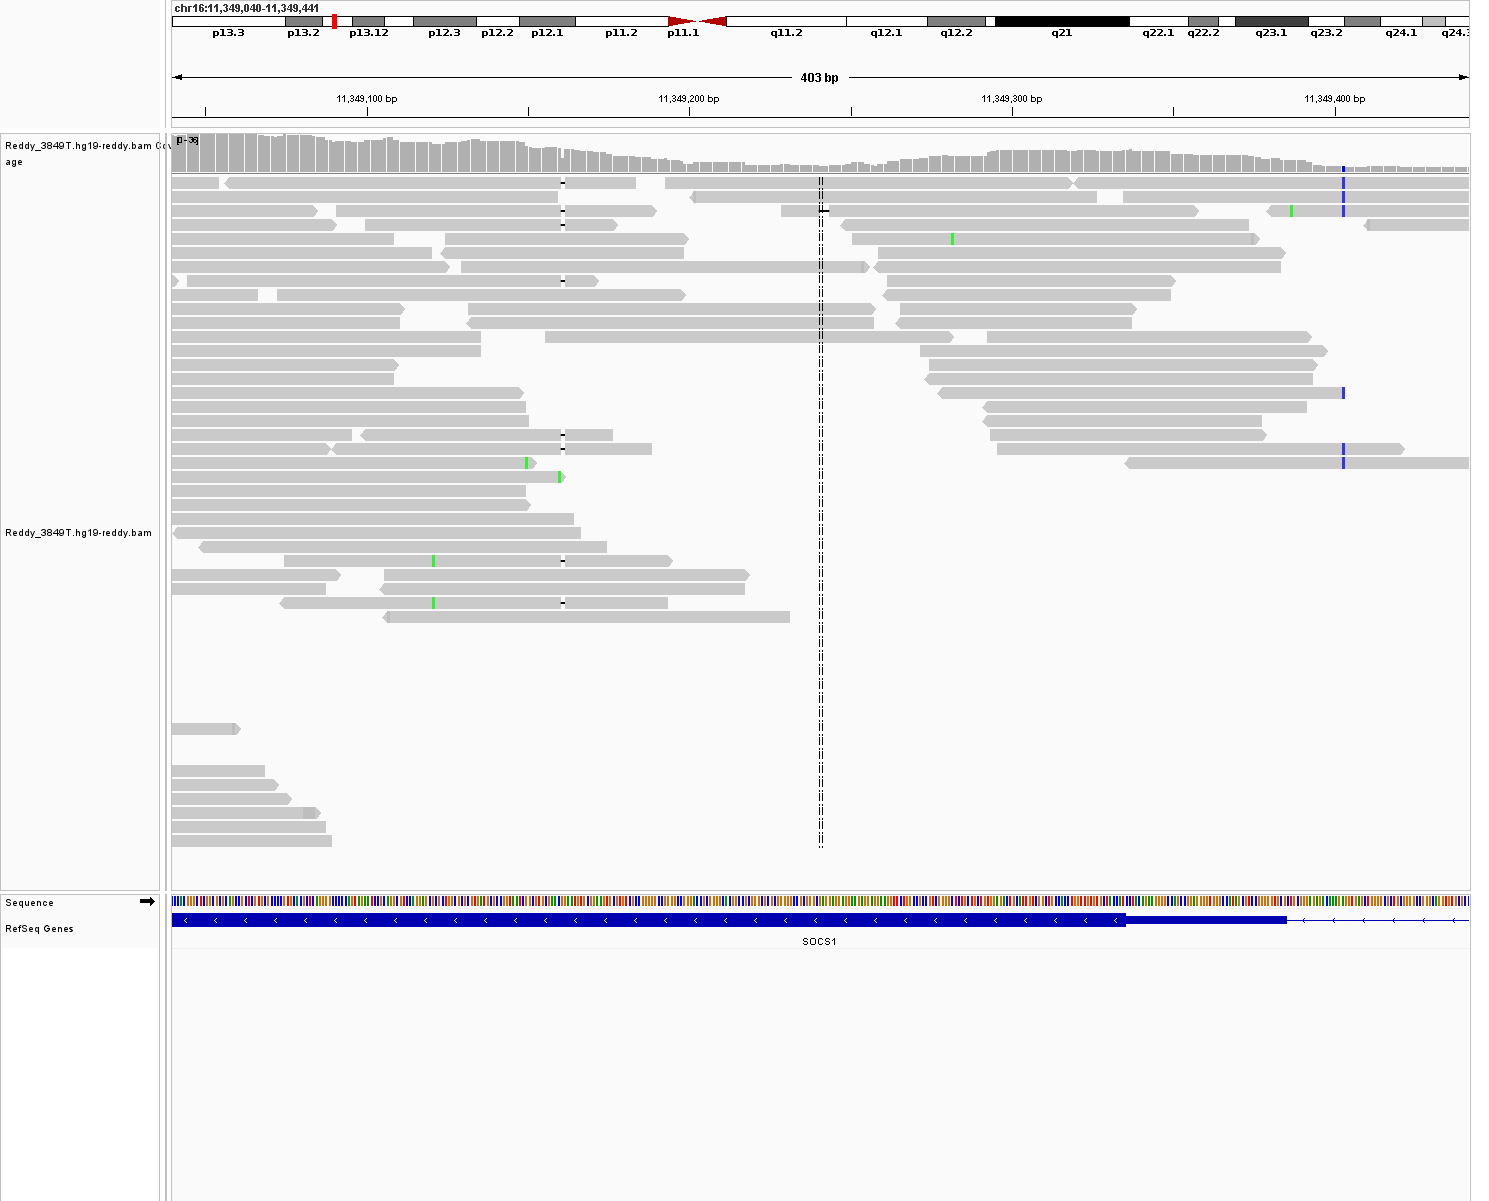 chr16:11,349,040-11,349,441
p13.3 p13.2 p13.12 p12.3 p12.2 p12.1 p11.2 p11.1 q11.2 q12.1 q12.2 q21 q22.1 q22.2 q23.1 q23.2 q24.1 q24.3
403 bp
11,349,100 bp 11,349,200 bp 11,349,300 bp 11,349,400 bp
[0-36]
Reddy_3849T.hg19-reddy.bam Cov
age
Reddy_3849T.hg19-reddy.bam
Sequence
RefSeq Genes
SOCS1